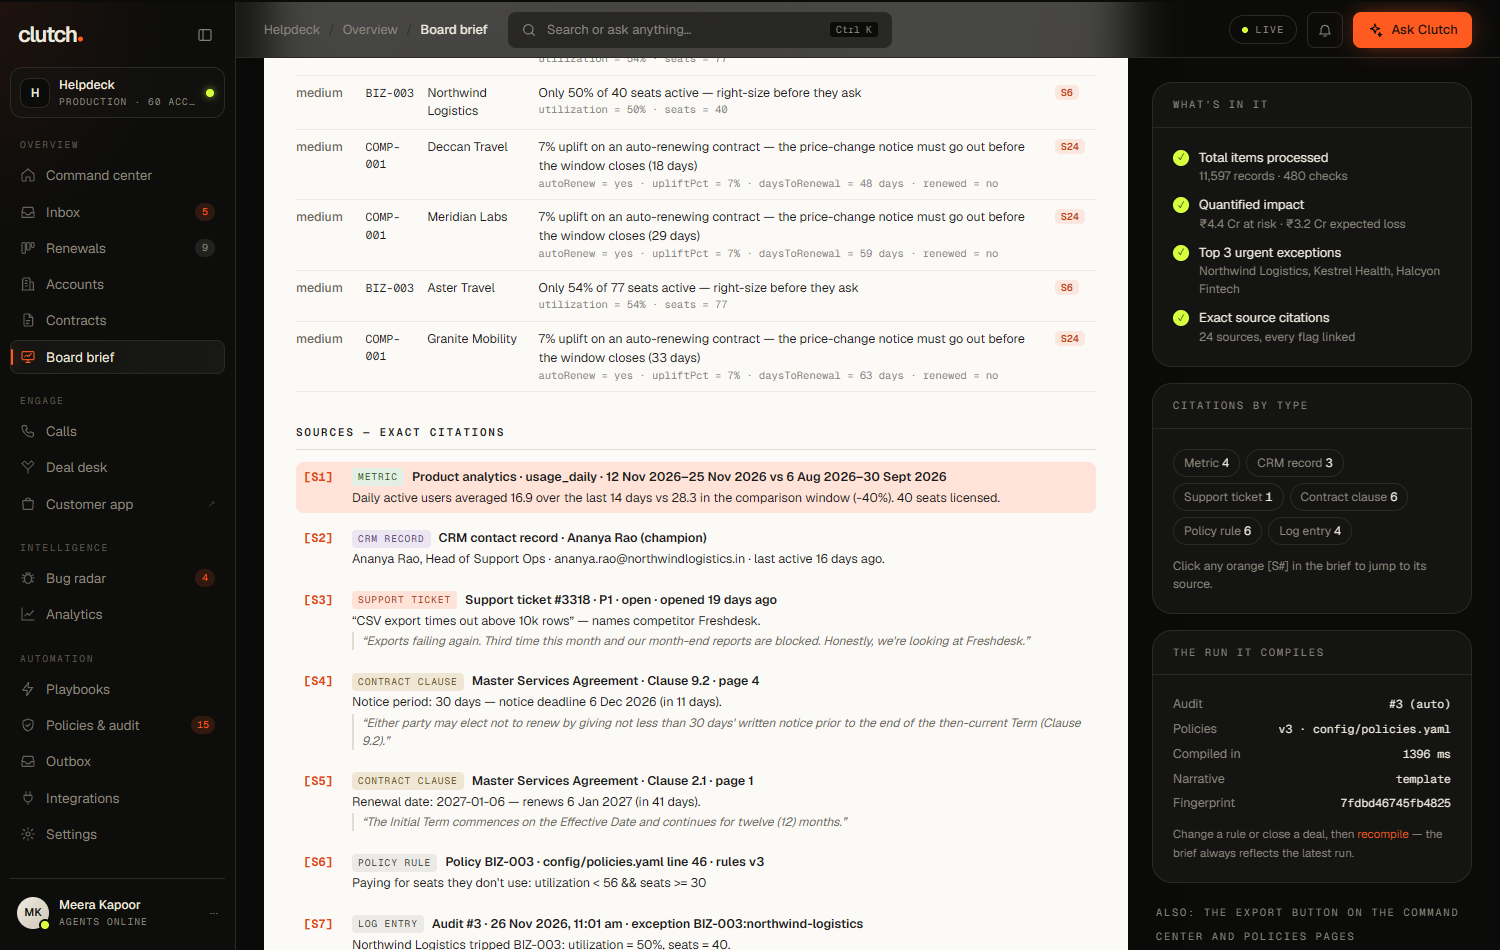 clutch.
Helpdeck / Overview / Board brief
Search or ask anything...
Ctrl K
LIVE
Ask Clutch
H
Helpdeck
PRODUCTION · 60 ACC…
OVERVIEW
Command center
Inbox 5
Renewals 9
Accounts
Contracts
Board brief
ENGAGE
Calls
Deal desk
Customer app
INTELLIGENCE
Bug radar 4
Analytics
AUTOMATION
Playbooks
Policies & audit 15
Outbox
Integrations
Settings
MK
Meera Kapoor
AGENTS ONLINE
utilization = 54% · seats = 77
medium BIZ-003 Northwind Logistics Only 50% of 40 seats active — right-size before they ask S6
utilization = 50% · seats = 40
medium COMP-001 Deccan Travel 7% uplift on an auto-renewing contract — the price-change notice must go out before S24
the window closes (18 days)
autoRenew = yes · upliftPct = 7% · daysToRenewal = 48 days · renewed = no
medium COMP-001 Meridian Labs 7% uplift on an auto-renewing contract — the price-change notice must go out before S24
the window closes (29 days)
autoRenew = yes · upliftPct = 7% · daysToRenewal = 59 days · renewed = no
medium BIZ-003 Aster Travel Only 54% of 77 seats active — right-size before they ask S6
utilization = 54% · seats = 77
medium COMP-001 Granite Mobility 7% uplift on an auto-renewing contract — the price-change notice must go out before S24
the window closes (33 days)
autoRenew = yes · upliftPct = 7% · daysToRenewal = 63 days · renewed = no
SOURCES — EXACT CITATIONS
[S1] METRIC Product analytics · usage_daily · 12 Nov 2026–25 Nov 2026 vs 6 Aug 2026–30 Sept 2026
Daily active users averaged 16.9 over the last 14 days vs 28.3 in the comparison window (-40%). 40 seats licensed.
[S2] CRM RECORD CRM contact record · Ananya Rao (champion)
Ananya Rao, Head of Support Ops · ananya.rao@northwindlogistics.in · last active 16 days ago.
[S3] SUPPORT TICKET Support ticket #3318 · P1 · open · opened 19 days ago
“CSV export times out above 10k rows” — names competitor Freshdesk.
“Exports failing again. Third time this month and our month-end reports are blocked. Honestly, we're looking at Freshdesk.”
[S4] CONTRACT CLAUSE Master Services Agreement · Clause 9.2 · page 4
Notice period: 30 days — notice deadline 6 Dec 2026 (in 11 days).
“Either party may elect not to renew by giving not less than 30 days' written notice prior to the end of the then-current Term (Clause
9.2).”
[S5] CONTRACT CLAUSE Master Services Agreement · Clause 2.1 · page 1
Renewal date: 2027-01-06 — renews 6 Jan 2027 (in 41 days).
“The Initial Term commences on the Effective Date and continues for twelve (12) months.”
[S6] POLICY RULE Policy BIZ-003 · config/policies.yaml line 46 · rules v3
Paying for seats they don't use: utilization < 56 && seats >= 30
[S7] LOG ENTRY Audit #3 · 26 Nov 2026, 11:01 am · exception BIZ-003:northwind-logistics
Northwind Logistics tripped BIZ-003: utilization = 50%, seats = 40.
WHAT'S IN IT
Total items processed
11,597 records · 480 checks
Quantified impact
₹4.4 Cr at risk · ₹3.2 Cr expected loss
Top 3 urgent exceptions
Northwind Logistics, Kestrel Health, Halcyon
Fintech
Exact source citations
24 sources, every flag linked
CITATIONS BY TYPE
Metric 4 CRM record 3
Support ticket 1 Contract clause 6
Policy rule 6 Log entry 4
Click any orange [S#] in the brief to jump to its
source.
THE RUN IT COMPILES
Audit #3 (auto)
Policies v3 · config/policies.yaml
Compiled in 1396 ms
Narrative template
Fingerprint 7fdbd46745fb4825
Change a rule or close a deal, then recompile — the
brief always reflects the latest run.
ALSO: THE EXPORT BUTTON ON THE COMMAND
CENTER AND POLICIES PAGES